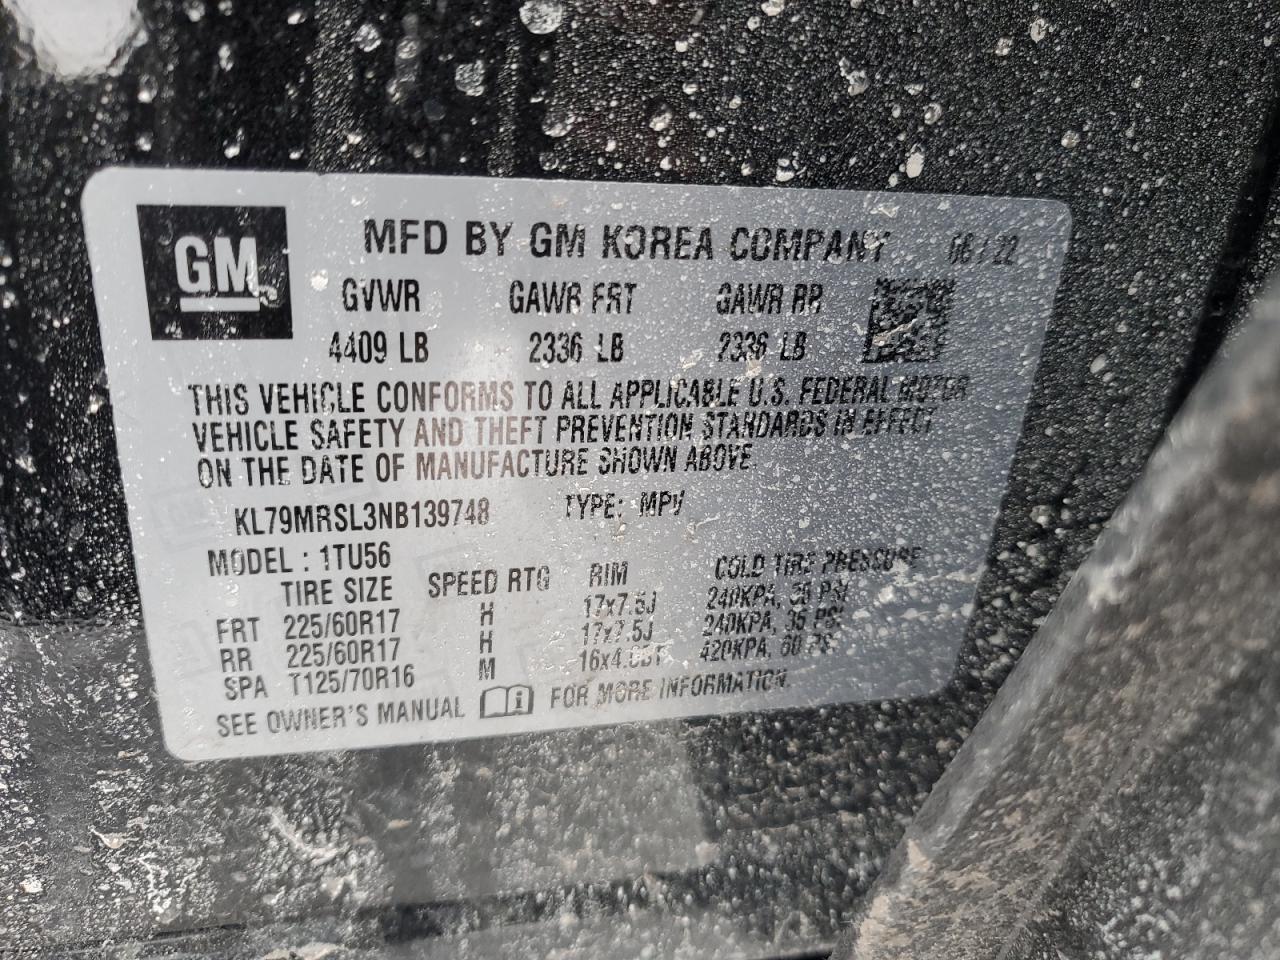 GM
MFD BY GM KOREA COMPANY 06 / 22
GVWR GAWR FRT GAWR RR
4409 LB 2336 LB 2336 LB
THIS VEHICLE CONFORMS TO ALL APPLICABLE U.S. FEDERAL MOTOR
VEHICLE SAFETY AND THEFT PREVENTION STANDARDS IN EFFECT
ON THE DATE OF MANUFACTURE SHOWN ABOVE.
KL79MRSL3NB139748 TYPE: MPV
MODEL : 1TU56
TIRE SIZE SPEED RTG RIM COLD TIRE PRESSURE
FRT 225/60R17 H 17x7.5J 240KPA, 35 PSI
RR 225/60R17 H 17x7.5J 240KPA, 35 PSI
SPA T125/70R16 M 420KPA, 60 PSI
SEE OWNER'S MANUAL FOR MORE INFORMATION.